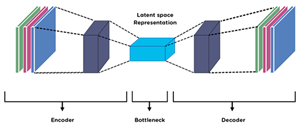 Latent space
Representation
Encoder
Bottleneck
Decoder